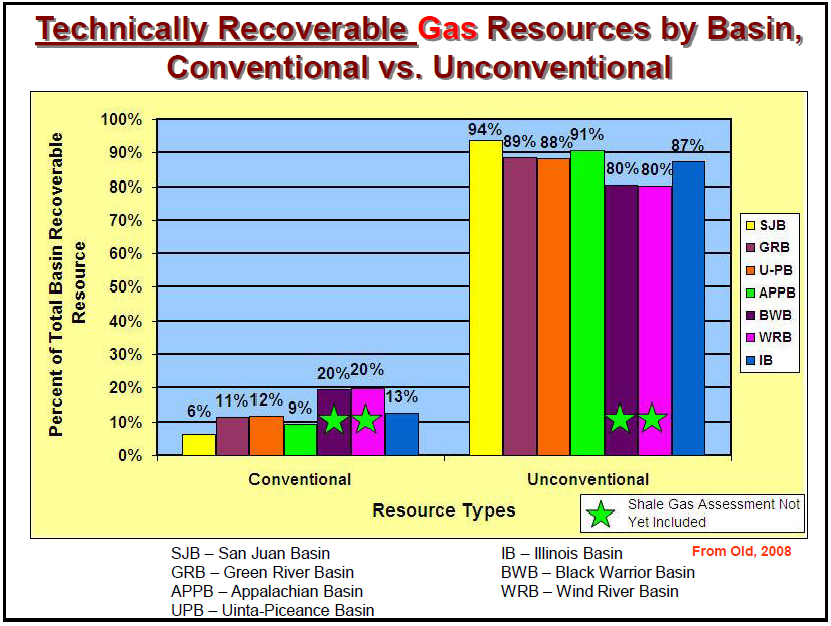 Technically Recoverable Gas Resources by Basin,
Conventional vs. Unconventional
Percent of Total Basin Recoverable
Resource
100%
90%
80%
70%
60%
50%
40%
30%
20%
10%
0%
6%
11%
12%
9%
20%
20%
13%
94%
89%
88%
91%
80%
80%
87%
Conventional
Unconventional
Resource Types
SJB
GRB
U-PB
APPB
BWB
WRB
IB
Shale Gas Assessment Not
Yet Included
From Old, 2008
SJB – San Juan Basin
GRB – Green River Basin
APPB – Appalachian Basin
UPB – Uinta-Piceance Basin
IB – Illinois Basin
BWB – Black Warrior Basin
WRB – Wind River Basin